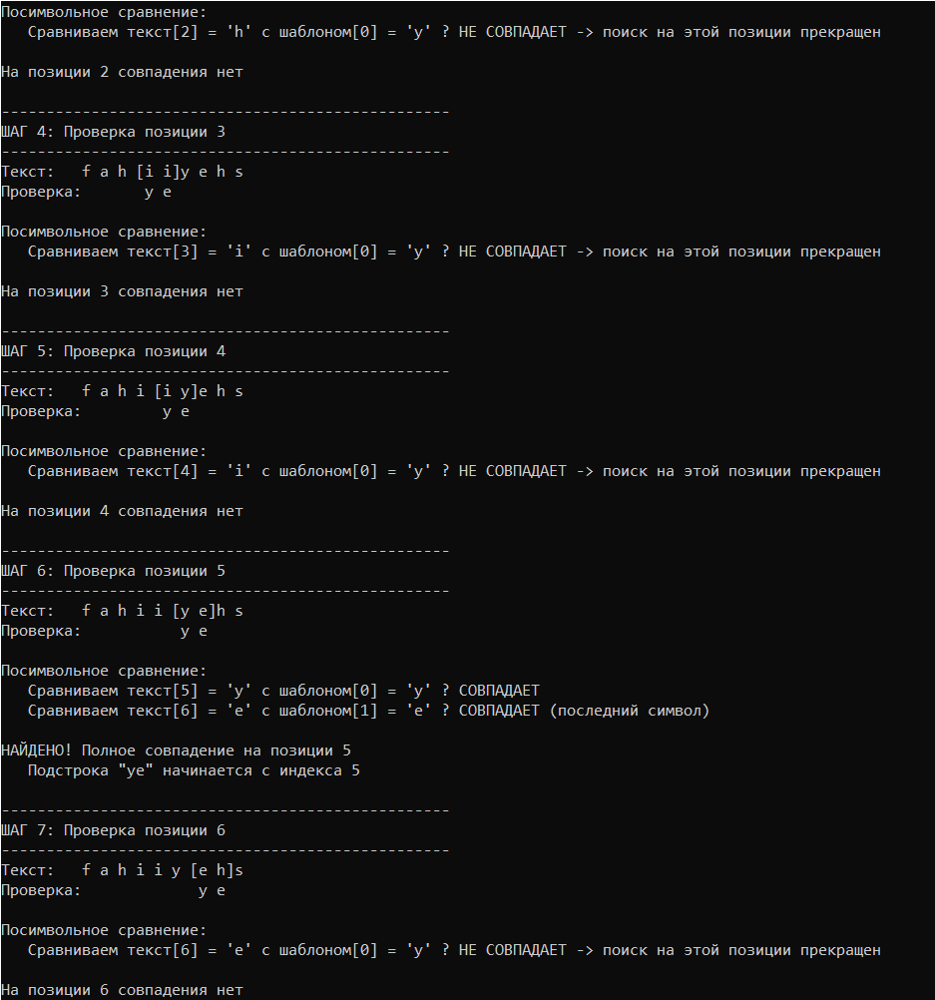 Посимвольное сравнение:
   Сравниваем текст[2] = 'h' с шаблоном[0] = 'y' ? НЕ СОВПАДАЕТ -> поиск на этой позиции прекращен

На позиции 2 совпадения нет

--------------------------------------------------
ШАГ 4: Проверка позиции 3
--------------------------------------------------
Текст:   f a h [i i]y e h s
Проверка:       y e

Посимвольное сравнение:
   Сравниваем текст[3] = 'i' с шаблоном[0] = 'y' ? НЕ СОВПАДАЕТ -> поиск на этой позиции прекращен

На позиции 3 совпадения нет

--------------------------------------------------
ШАГ 5: Проверка позиции 4
--------------------------------------------------
Текст:   f a h i [i y]e h s
Проверка:         y e

Посимвольное сравнение:
   Сравниваем текст[4] = 'i' с шаблоном[0] = 'y' ? НЕ СОВПАДАЕТ -> поиск на этой позиции прекращен

На позиции 4 совпадения нет

--------------------------------------------------
ШАГ 6: Проверка позиции 5
--------------------------------------------------
Текст:   f a h i i [y e]h s
Проверка:           y e

Посимвольное сравнение:
   Сравниваем текст[5] = 'y' с шаблоном[0] = 'y' ? СОВПАДАЕТ
   Сравниваем текст[6] = 'e' с шаблоном[1] = 'e' ? СОВПАДАЕТ (последний символ)

НАЙДЕНО! Полное совпадение на позиции 5
   Подстрока "ye" начинается с индекса 5

--------------------------------------------------
ШАГ 7: Проверка позиции 6
--------------------------------------------------
Текст:   f a h i i y [e h]s
Проверка:             y e

Посимвольное сравнение:
   Сравниваем текст[6] = 'e' с шаблоном[0] = 'y' ? НЕ СОВПАДАЕТ -> поиск на этой позиции прекращен

На позиции 6 совпадения нет